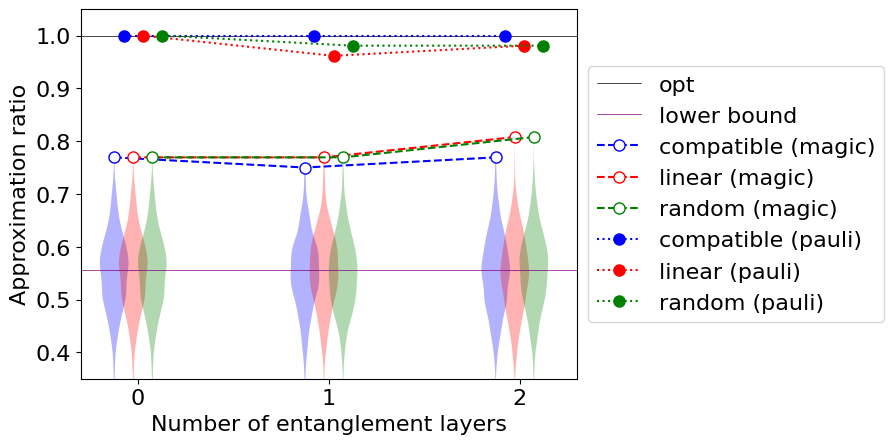 Approximation ratio
1.0
0.9
0.8
0.7
0.6
0.5
0.4
0
1
2
Number of entanglement layers
opt
lower bound
compatible (magic)
linear (magic)
random (magic)
compatible (pauli)
linear (pauli)
random (pauli)